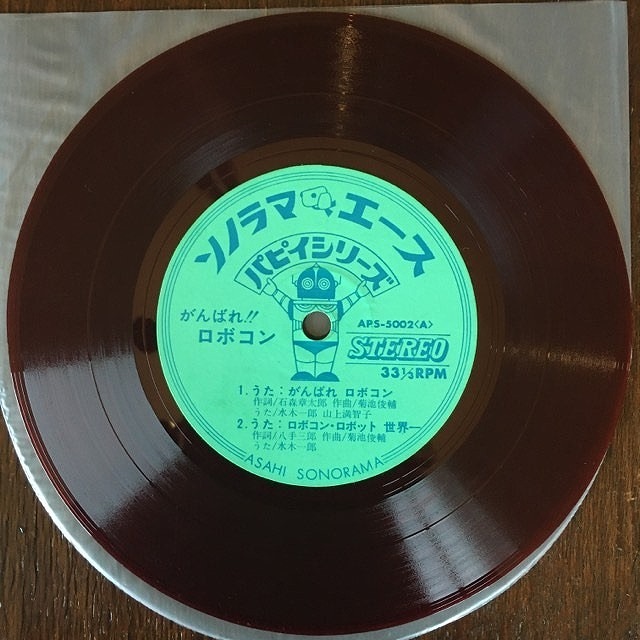 ソノラマエース
パピイシリーズ
がんばれ!!
ロボコン
APS-5002<A>
STEREO
33⅓RPM
1.うた:がんばれ ロボコン
作詞/石森章太郎 作曲/菊池俊輔
うた/水木一郎 山上満智子
2.うた:ロボコン・ロボット 世界一
作詞/八手三郎 作曲/菊池俊輔
うた/水木一郎
ASAHI SONORAMA